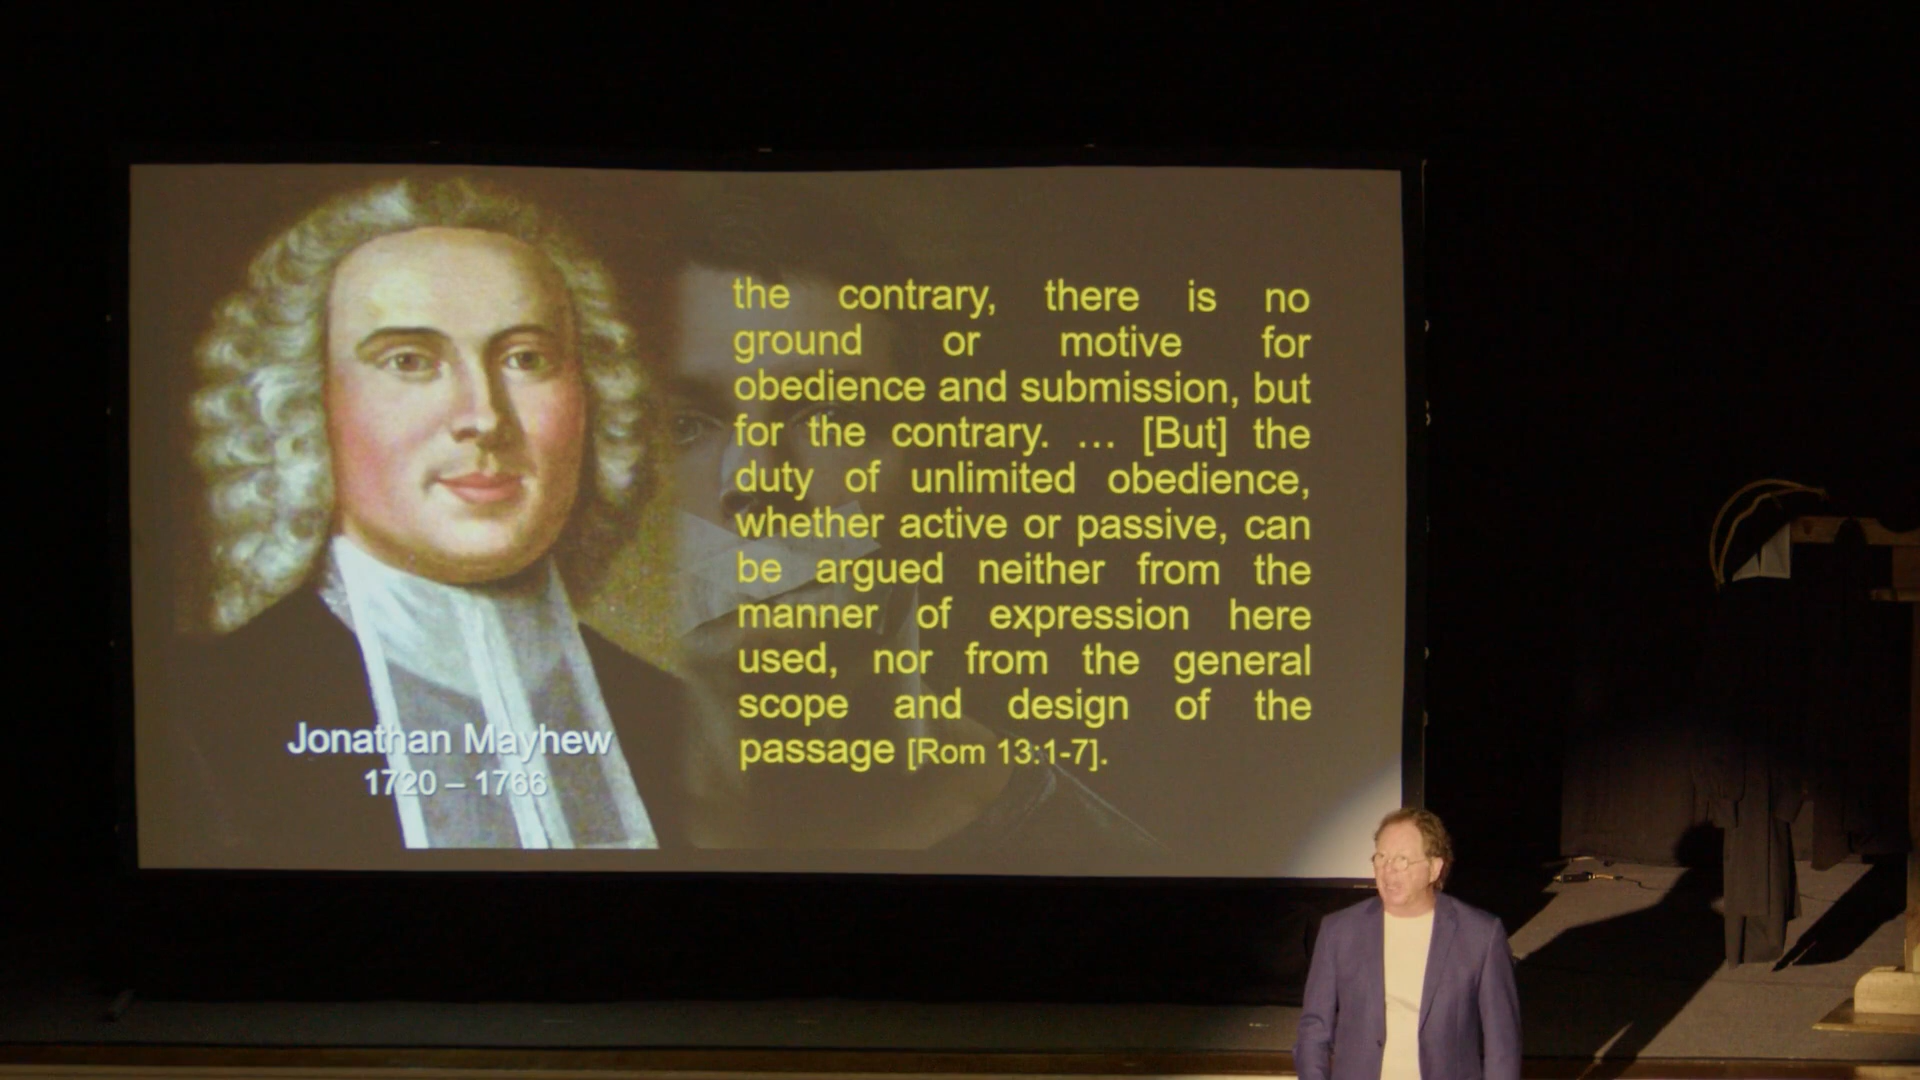 the contrary, there is no
ground or motive for
obedience and submission, but
for the contrary. … [But] the
duty of unlimited obedience,
whether active or passive, can
be argued neither from the
manner of expression here
used, nor from the general
scope and design of the
passage [Rom 13:1-7].
Jonathan Mayhew
1720 – 1766